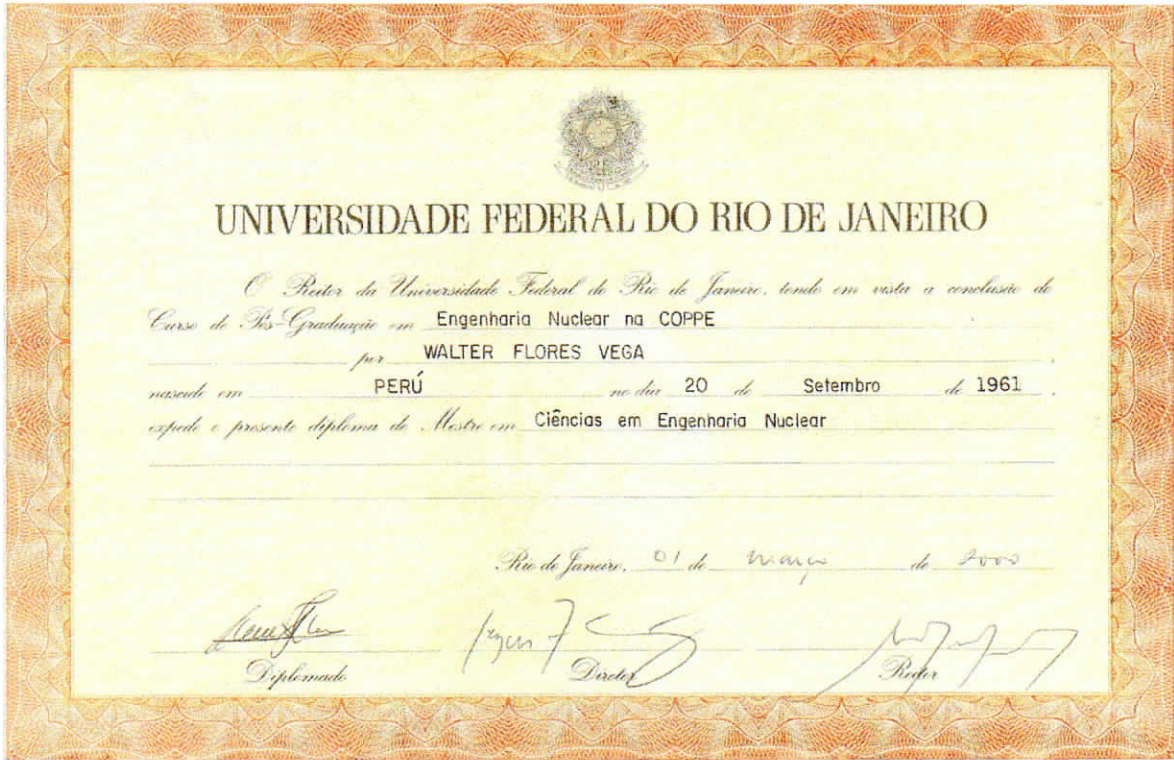 UNIVERSIDADE FEDERAL DO RIO DE JANEIRO
O Reitor da Universidade Federal do Rio de Janeiro, tendo em vista a conclusão do
Curso de Pós-Graduação em Engenharia Nuclear na COPPE
por WALTER FLORES VEGA,
nascido em PERÚ no dia 20 de Setembro de 1961,
expede o presente diploma de Mestre em Ciências em Engenharia Nuclear
Rio de Janeiro, 01 de março de 2000
Diplomado Diretor Reitor